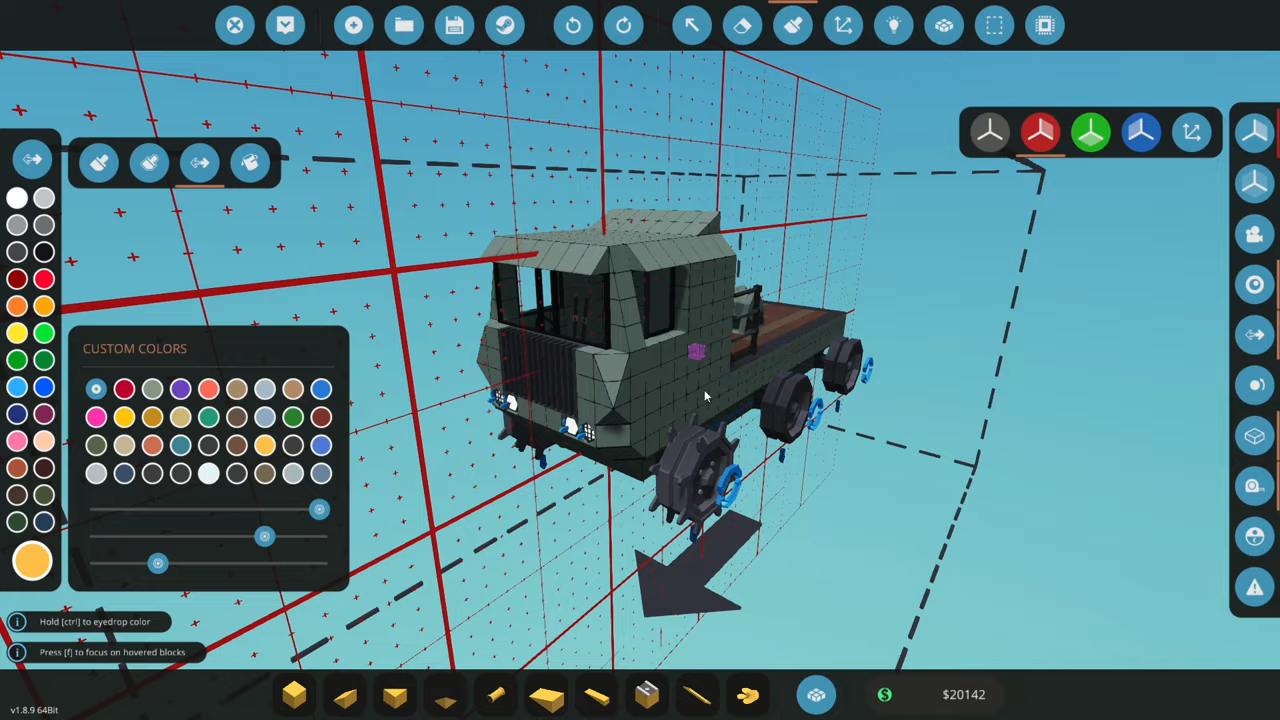 CUSTOM COLORS
Hold [ctrl] to eyedrop color
Press [f] to focus on hovered blocks
v1.8.9 64Bit
$
$20142